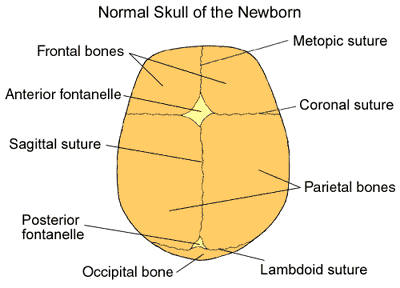 Normal Skull of the Newborn
Metopic suture
Frontal bones
Anterior fontanelle
Coronal suture
Sagittal suture
Parietal bones
Posterior
fontanelle
Occipital bone
Lambdoid suture